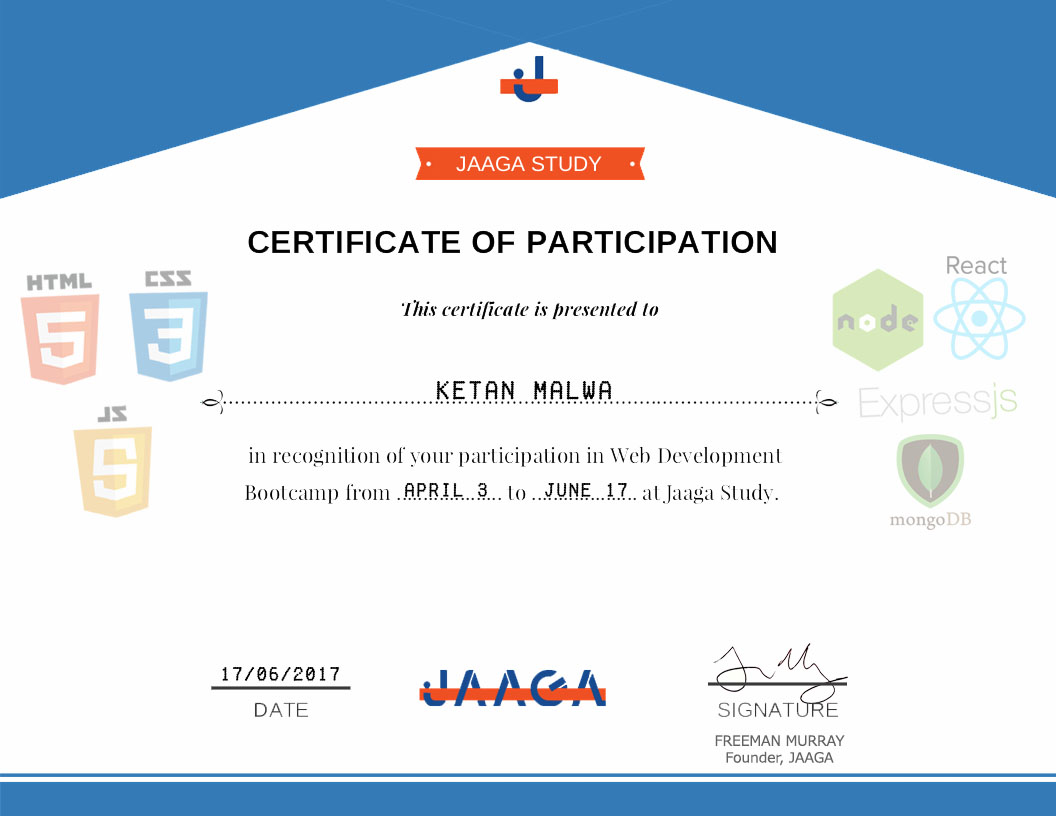 JAAGA STUDY
CERTIFICATE OF PARTICIPATION
This certificate is presented to
HTML
5
CSS
3
JS
5
node
React
Expressjs
mongoDB
KETAN MALWA
in recognition of your participation in Web Development
Bootcamp from APRIL 3 to JUNE 17 at Jaaga Study.
17/06/2017
DATE
JAAGA
SIGNATURE
FREEMAN MURRAY
Founder, JAAGA